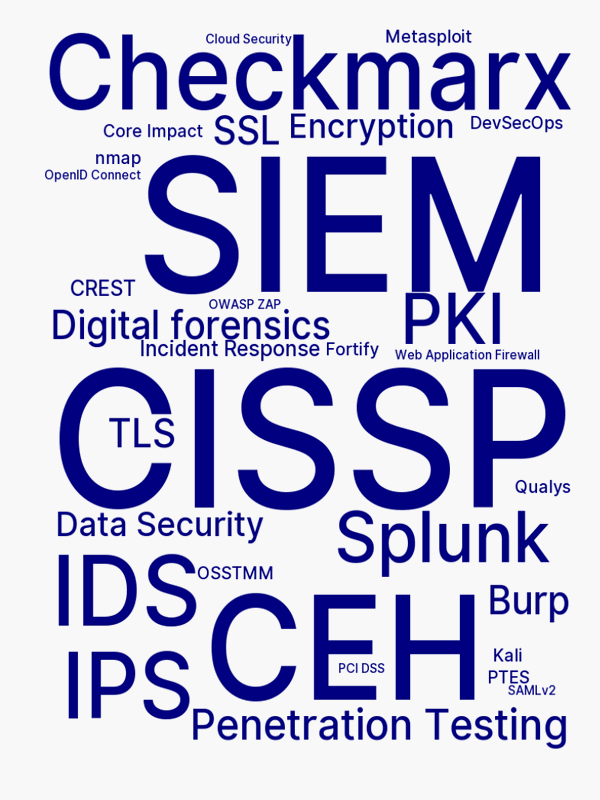 Cloud Security
Metasploit
Checkmarx
Core Impact
SSL
Encryption
DevSecOps
nmap
OpenID Connect
SIEM
CREST
OWASP ZAP
PKI
Digital forensics
Incident Response
Fortify
Web Application Firewall
CISSP
TLS
Qualys
Data Security
Splunk
IDS
OSSTMM
CEH
Burp
IPS
PCI DSS
Kali
PTES
SAMLv2
Penetration Testing